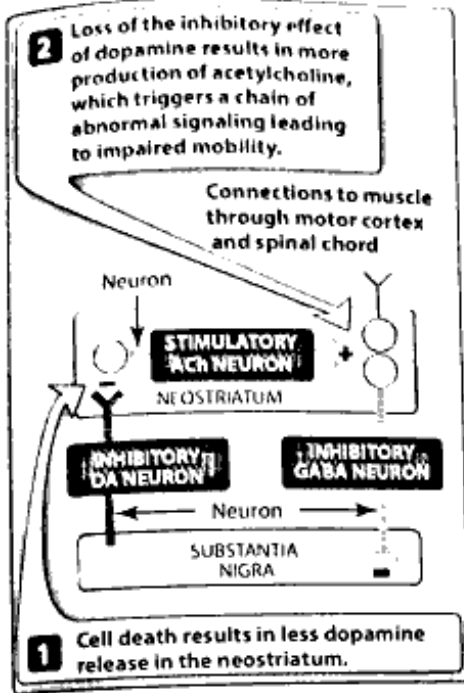 2 Loss of the inhibitory effect
of dopamine results in more
production of acetylcholine,
which triggers a chain of
abnormal signaling leading
to impaired mobility.
Connections to muscle
through motor cortex
and spinal chord
Neuron
STIMULATORY
ACh NEURON
+
–
NEOSTRIATUM
INHIBITORY
DA NEURON
INHIBITORY
GABA NEURON
Neuron
SUBSTANTIA
NIGRA
–
1 Cell death results in less dopamine
release in the neostriatum.